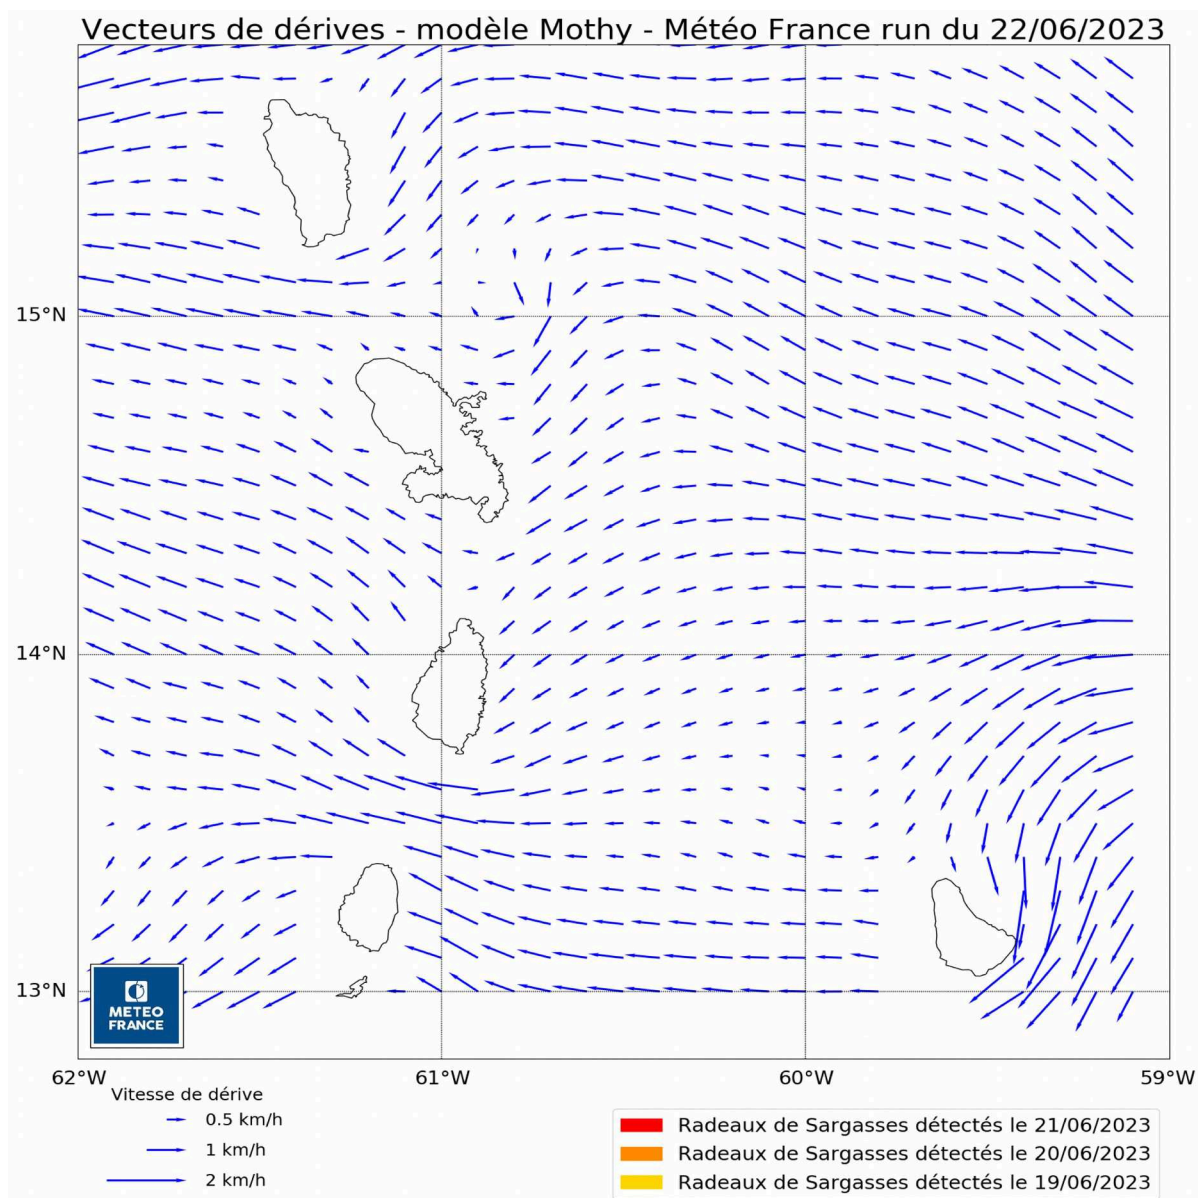 Vecteurs de dérives - modèle Mothy - Météo France run du 22/06/2023
15°N
14°N
13°N
METEO
FRANCE
62°W
61°W
60°W
59°W
Vitesse de dérive
0.5 km/h
1 km/h
2 km/h
Radeaux de Sargasses détectés le 21/06/2023
Radeaux de Sargasses détectés le 20/06/2023
Radeaux de Sargasses détectés le 19/06/2023